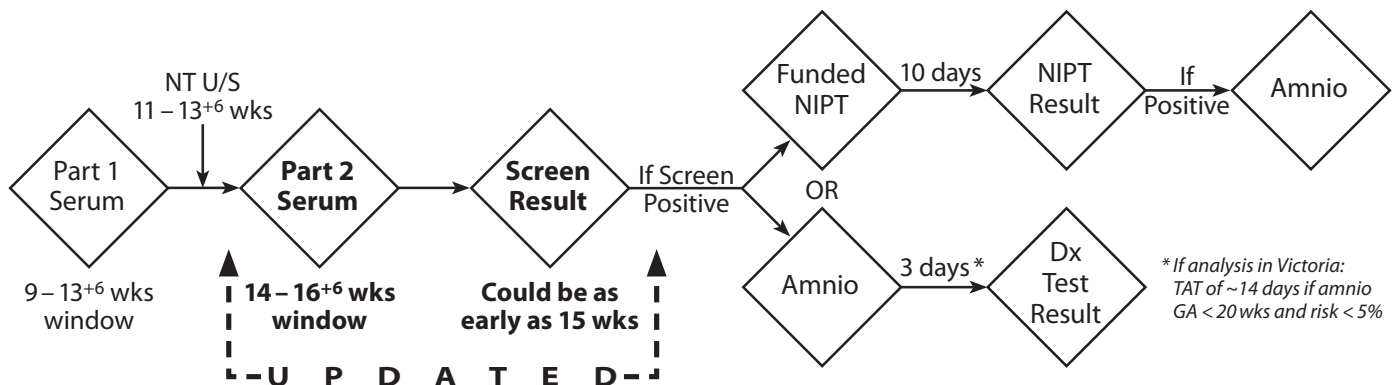 NT U/S
11 – 13⁺⁶ wks
Part 1
Serum
9 – 13⁺⁶ wks
window
Part 2
Serum
14 – 16⁺⁶ wks
window
Screen
Result
Could be as
early as 15 wks
U P D A T E D
If Screen
Positive
Funded
NIPT
10 days
NIPT
Result
If
Positive
Amnio
OR
Amnio
3 days*
Dx
Test
Result
* If analysis in Victoria:
TAT of ~14 days if amnio
GA < 20 wks and risk < 5%